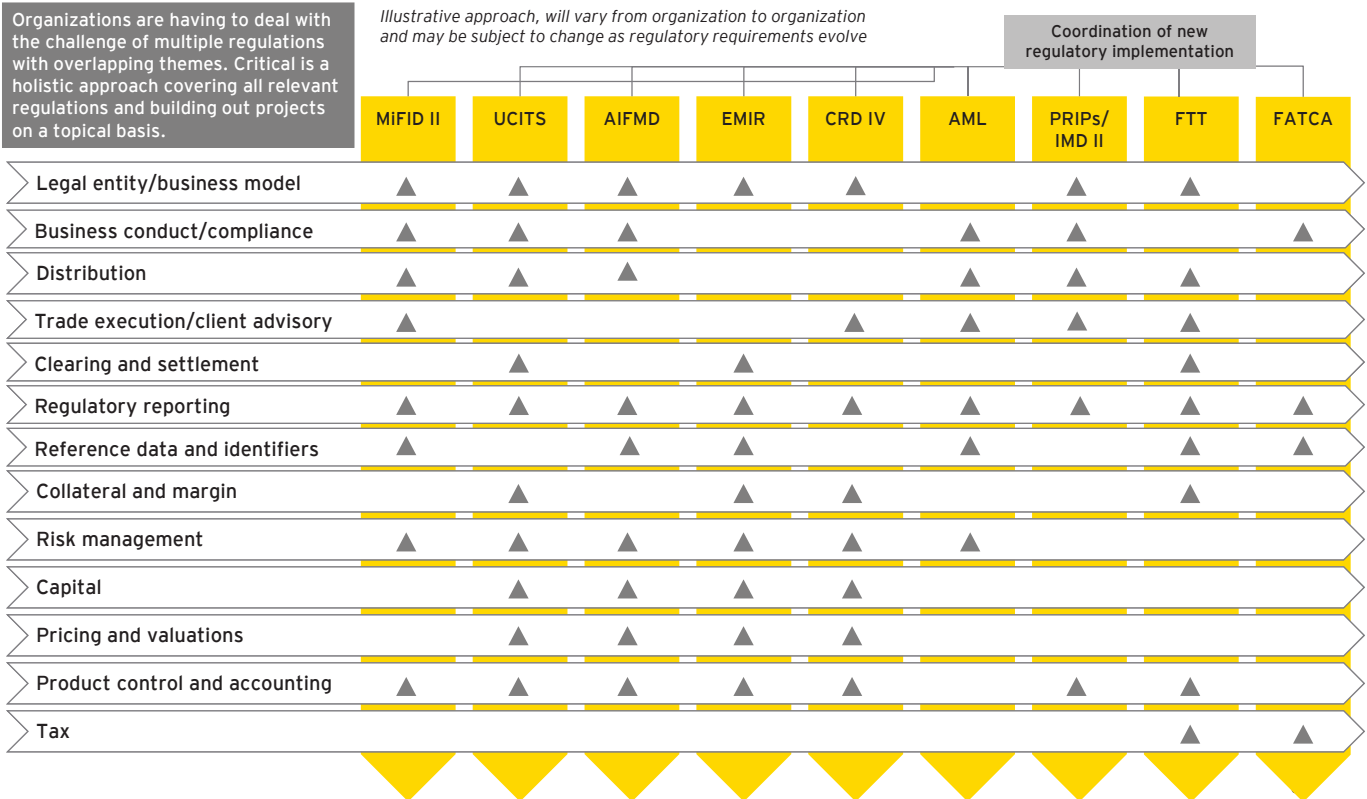 Organizations are having to deal with
the challenge of multiple regulations
with overlapping themes. Critical is a
holistic approach covering all relevant
regulations and building out projects
on a topical basis.
Illustrative approach, will vary from organization to organization
and may be subject to change as regulatory requirements evolve
Coordination of new
regulatory implementation
MiFID II
UCITS
AIFMD
EMIR
CRD IV
AML
PRIPs/
IMD II
FTT
FATCA
Legal entity/business model
Business conduct/compliance
Distribution
Trade execution/client advisory
Clearing and settlement
Regulatory reporting
Reference data and identifiers
Collateral and margin
Risk management
Capital
Pricing and valuations
Product control and accounting
Tax